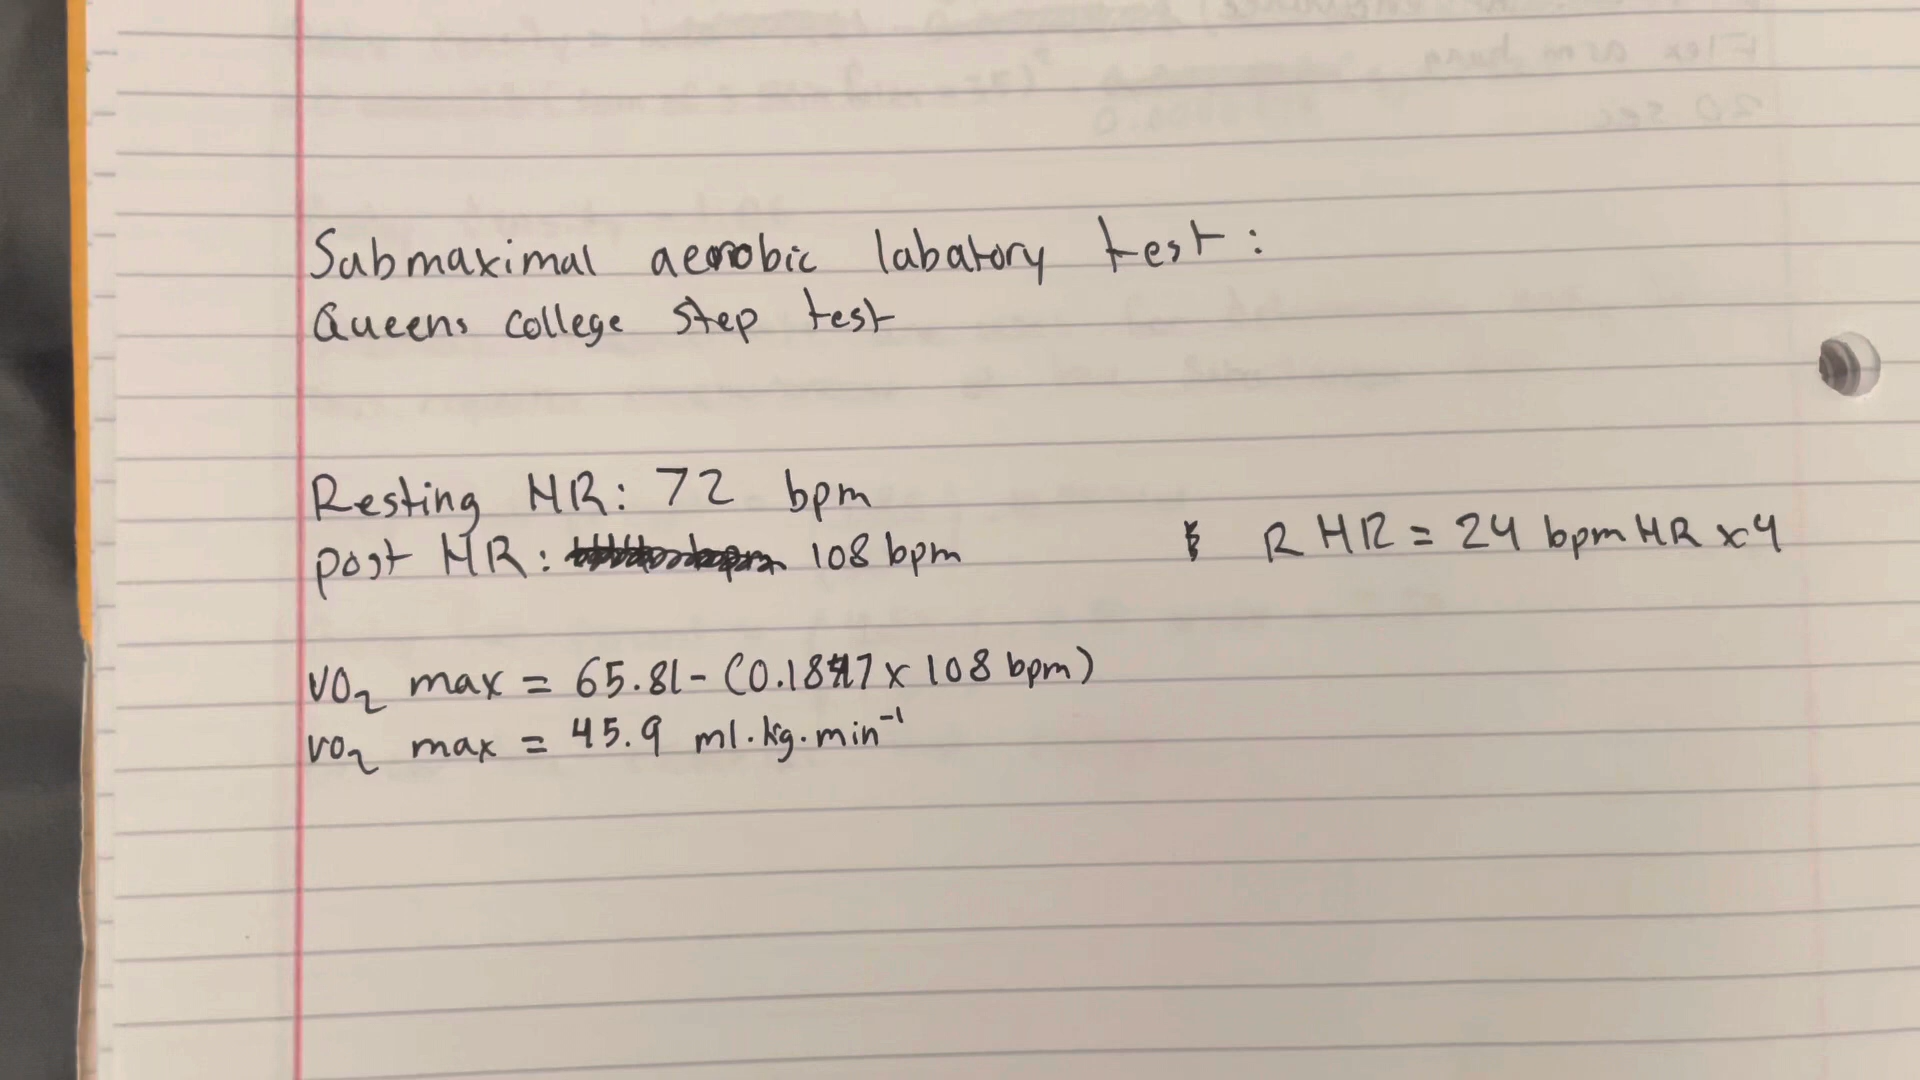 Submaximal aerobic labatory test:
Queens college step test
Resting HR: 72 bpm
post HR: 108 bpm
R HR = 24 bpm HR x4
VO2 max = 65.81 - (0.1847 x 108 bpm)
VO2 max = 45.9 ml.kg.min⁻¹